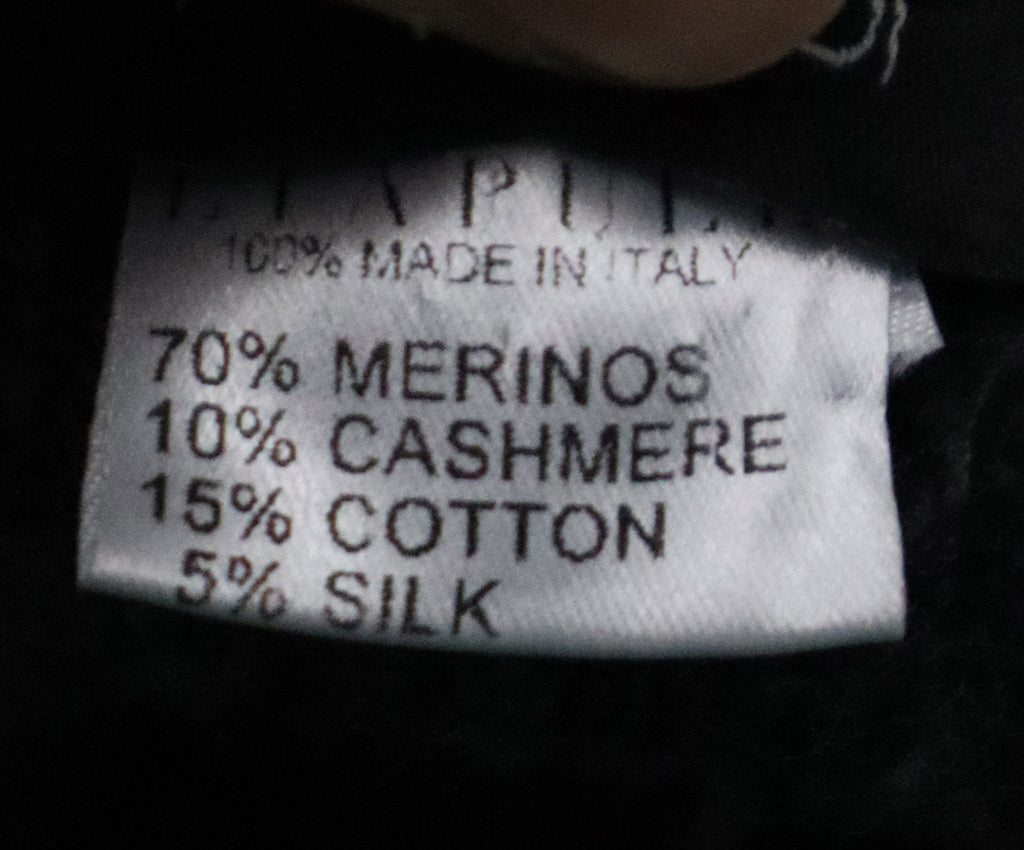 100% MADE IN ITALY
70% MERINOS
10% CASHMERE
15% COTTON
5% SILK